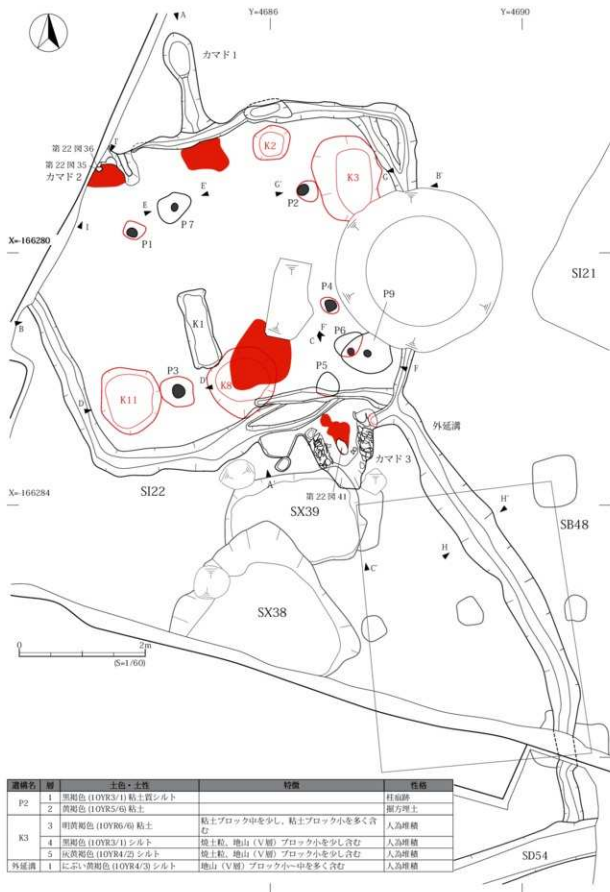 Y=4686
Y=4690
A
カマド1
第22図36
第22図35
カマド2
K2
K3
P2
P1
P7
E
E'
G'
G
B'
I
X=-166280
SI21
P4
P9
P6
C
F'
F
P5
K1
K8
P3
K11
B
D
D'
外延溝
カマド3
第22図41
SI22
A'
X=-166284
SX39
SX38
C'
H'
H
SB48
0 2m
(S=1/60)
SD54
遺構名 層 土色・土性 特徴 性格
P2 1 黒褐色(10YR3/1)粘土質シルト 柱痕跡
2 黄褐色(10YR5/6)粘土 掘方埋土
K3 3 明黄褐色(10YR6/6)粘土 粘土ブロック中を少し、粘土ブロック小を多く含む 人為堆積
4 黒褐色(10YR3/1)シルト 焼土粒、地山(V層)ブロック小を少し含む 人為堆積
5 灰黄褐色(10YR4/2)シルト 焼土粒、地山(V層)ブロック小を少し含む 人為堆積
外延溝 1 にぶい黄褐色(10YR4/3)シルト 地山(V層)ブロック小～中を多く含む 人為堆積